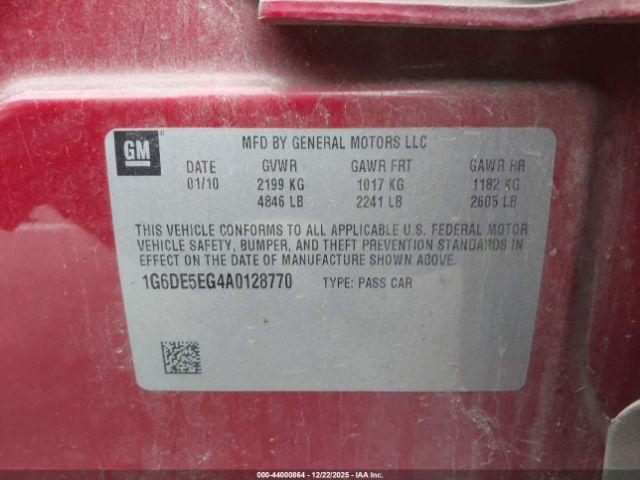 GM
MFD BY GENERAL MOTORS LLC
DATE GVWR GAWR FRT GAWR RR
01/10 2199 KG 1017 KG 1182 KG
4846 LB 2241 LB 2605 LB
THIS VEHICLE CONFORMS TO ALL APPLICABLE U.S. FEDERAL MOTOR
VEHICLE SAFETY, BUMPER, AND THEFT PREVENTION STANDARDS IN
EFFECT ON THE DATE OF MANUFACTURE SHOWN ABOVE.
1G6DE5EG4A0128770 TYPE: PASS CAR
000-44000864 - 12/22/2025 - IAAI, Inc.